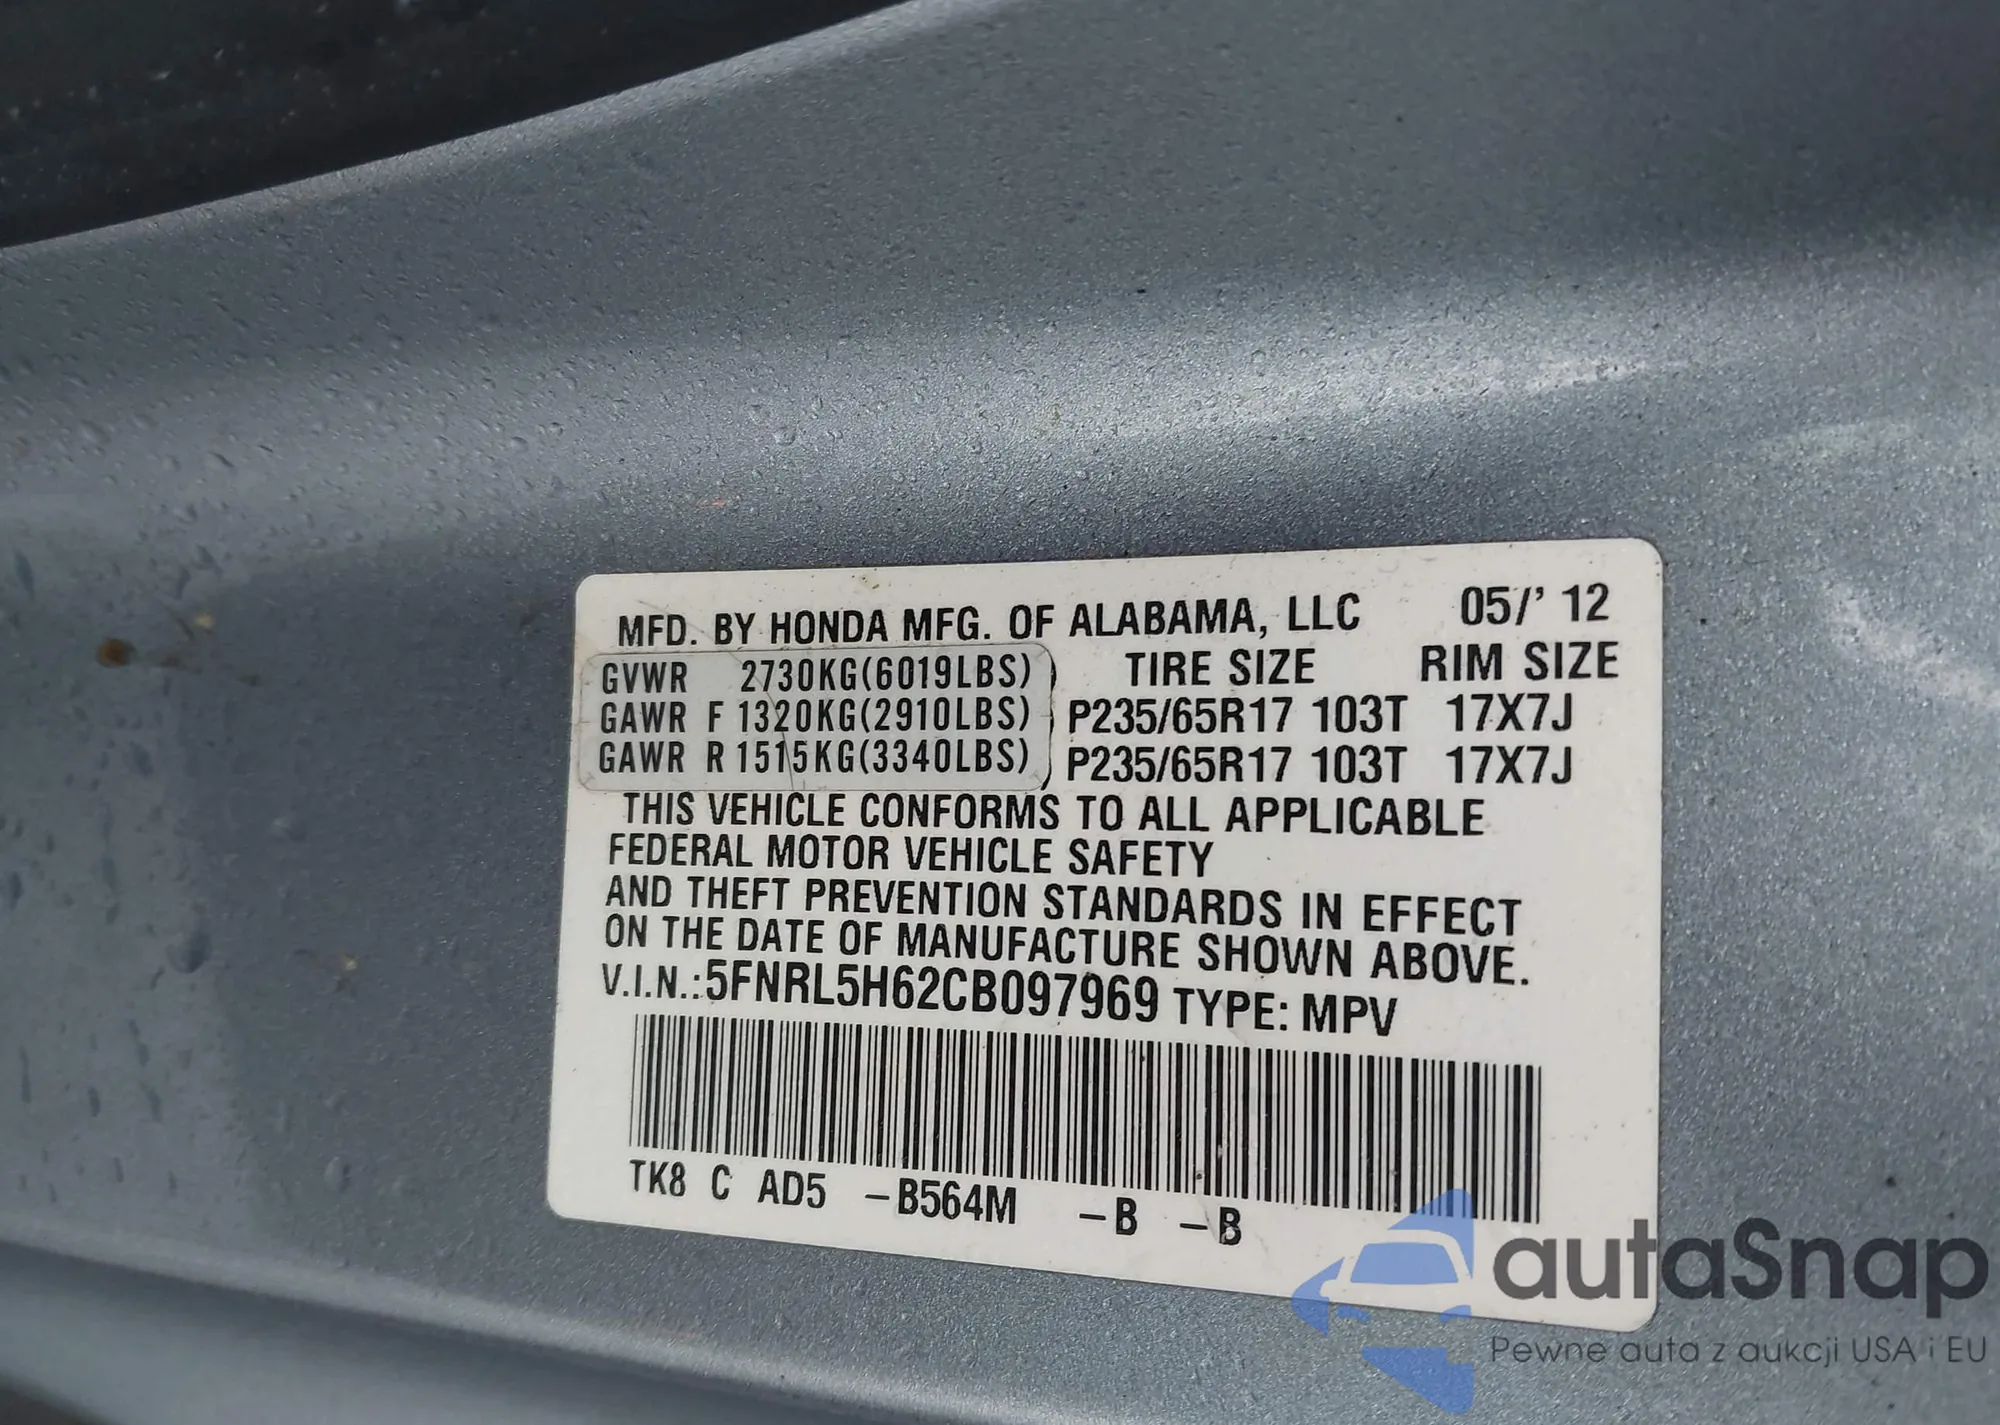 MFD. BY HONDA MFG. OF ALABAMA, LLC 05/' 12
GVWR 2730KG(6019LBS) TIRE SIZE RIM SIZE
GAWR F 1320KG(2910LBS) P235/65R17 103T 17X7J
GAWR R 1515KG(3340LBS) P235/65R17 103T 17X7J
THIS VEHICLE CONFORMS TO ALL APPLICABLE
FEDERAL MOTOR VEHICLE SAFETY
AND THEFT PREVENTION STANDARDS IN EFFECT
ON THE DATE OF MANUFACTURE SHOWN ABOVE.
V.I.N.:5FNRL5H62CB097969 TYPE: MPV
TK8 C AD5 -B564M -B -B
autaSnap
Pewne auta z aukcji USA i EU